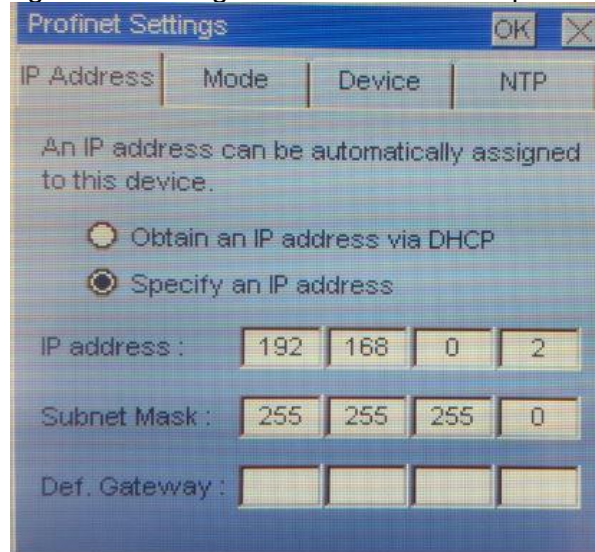 Profinet Settings OK X
IP Address Mode Device NTP
An IP address can be automatically assigned
to this device.
Obtain an IP address via DHCP
Specify an IP address
IP address : 192 168 0 2
Subnet Mask : 255 255 255 0
Def. Gateway :